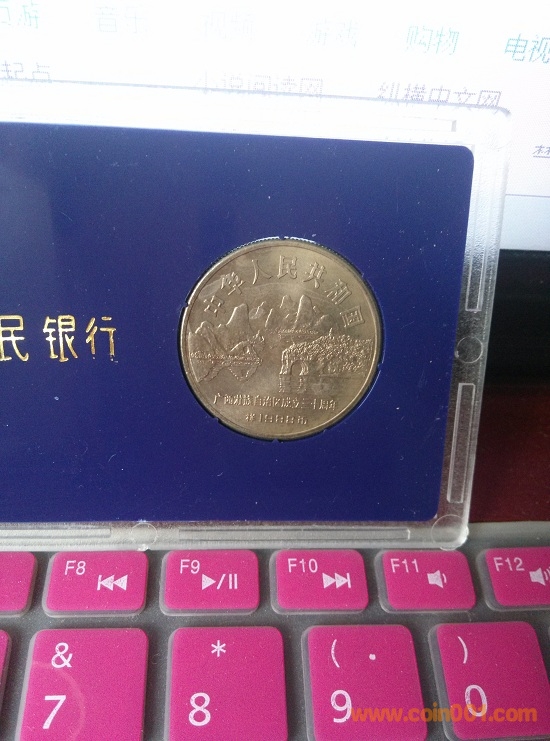 音乐 视频 游戏 购物 电视
起点 小说阅读网 纵横中文网
中华人民共和国
民银行
广西壮族自治区成立三十周年
1988
F8
F9
F10
F11
F12
&
7
*
8
(
9
)
0
www.coin001.com